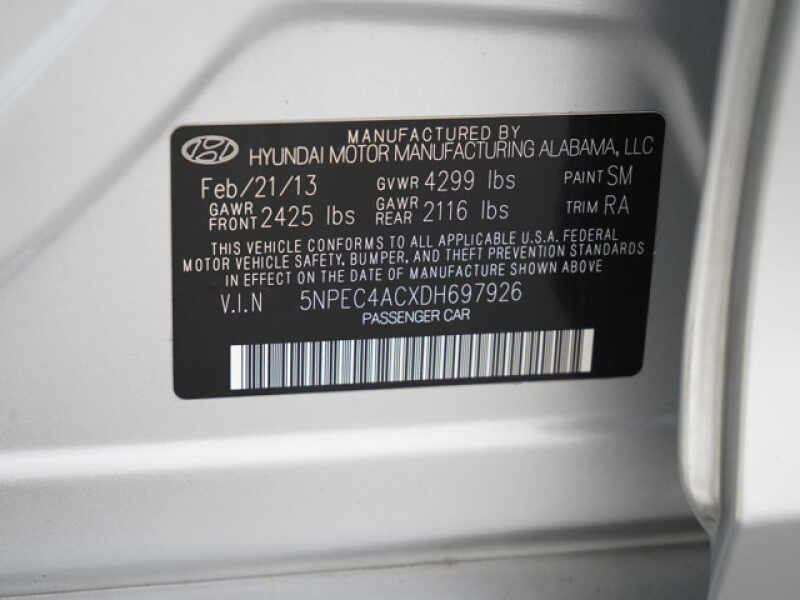 MANUFACTURED BY
HYUNDAI MOTOR MANUFACTURING ALABAMA, LLC
Feb/21/13 GVWR 4299 lbs PAINT SM
GAWR FRONT 2425 lbs GAWR REAR 2116 lbs TRIM RA
THIS VEHICLE CONFORMS TO ALL APPLICABLE U.S.A. FEDERAL
MOTOR VEHICLE SAFETY, BUMPER, AND THEFT PREVENTION STANDARDS
IN EFFECT ON THE DATE OF MANUFACTURE SHOWN ABOVE
V.I.N 5NPEC4ACXDH697926
PASSENGER CAR